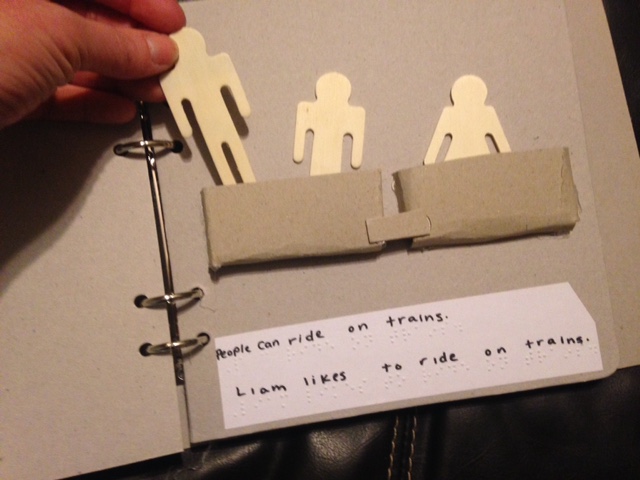 People Can ride on trains.
Liam likes to ride on trains.